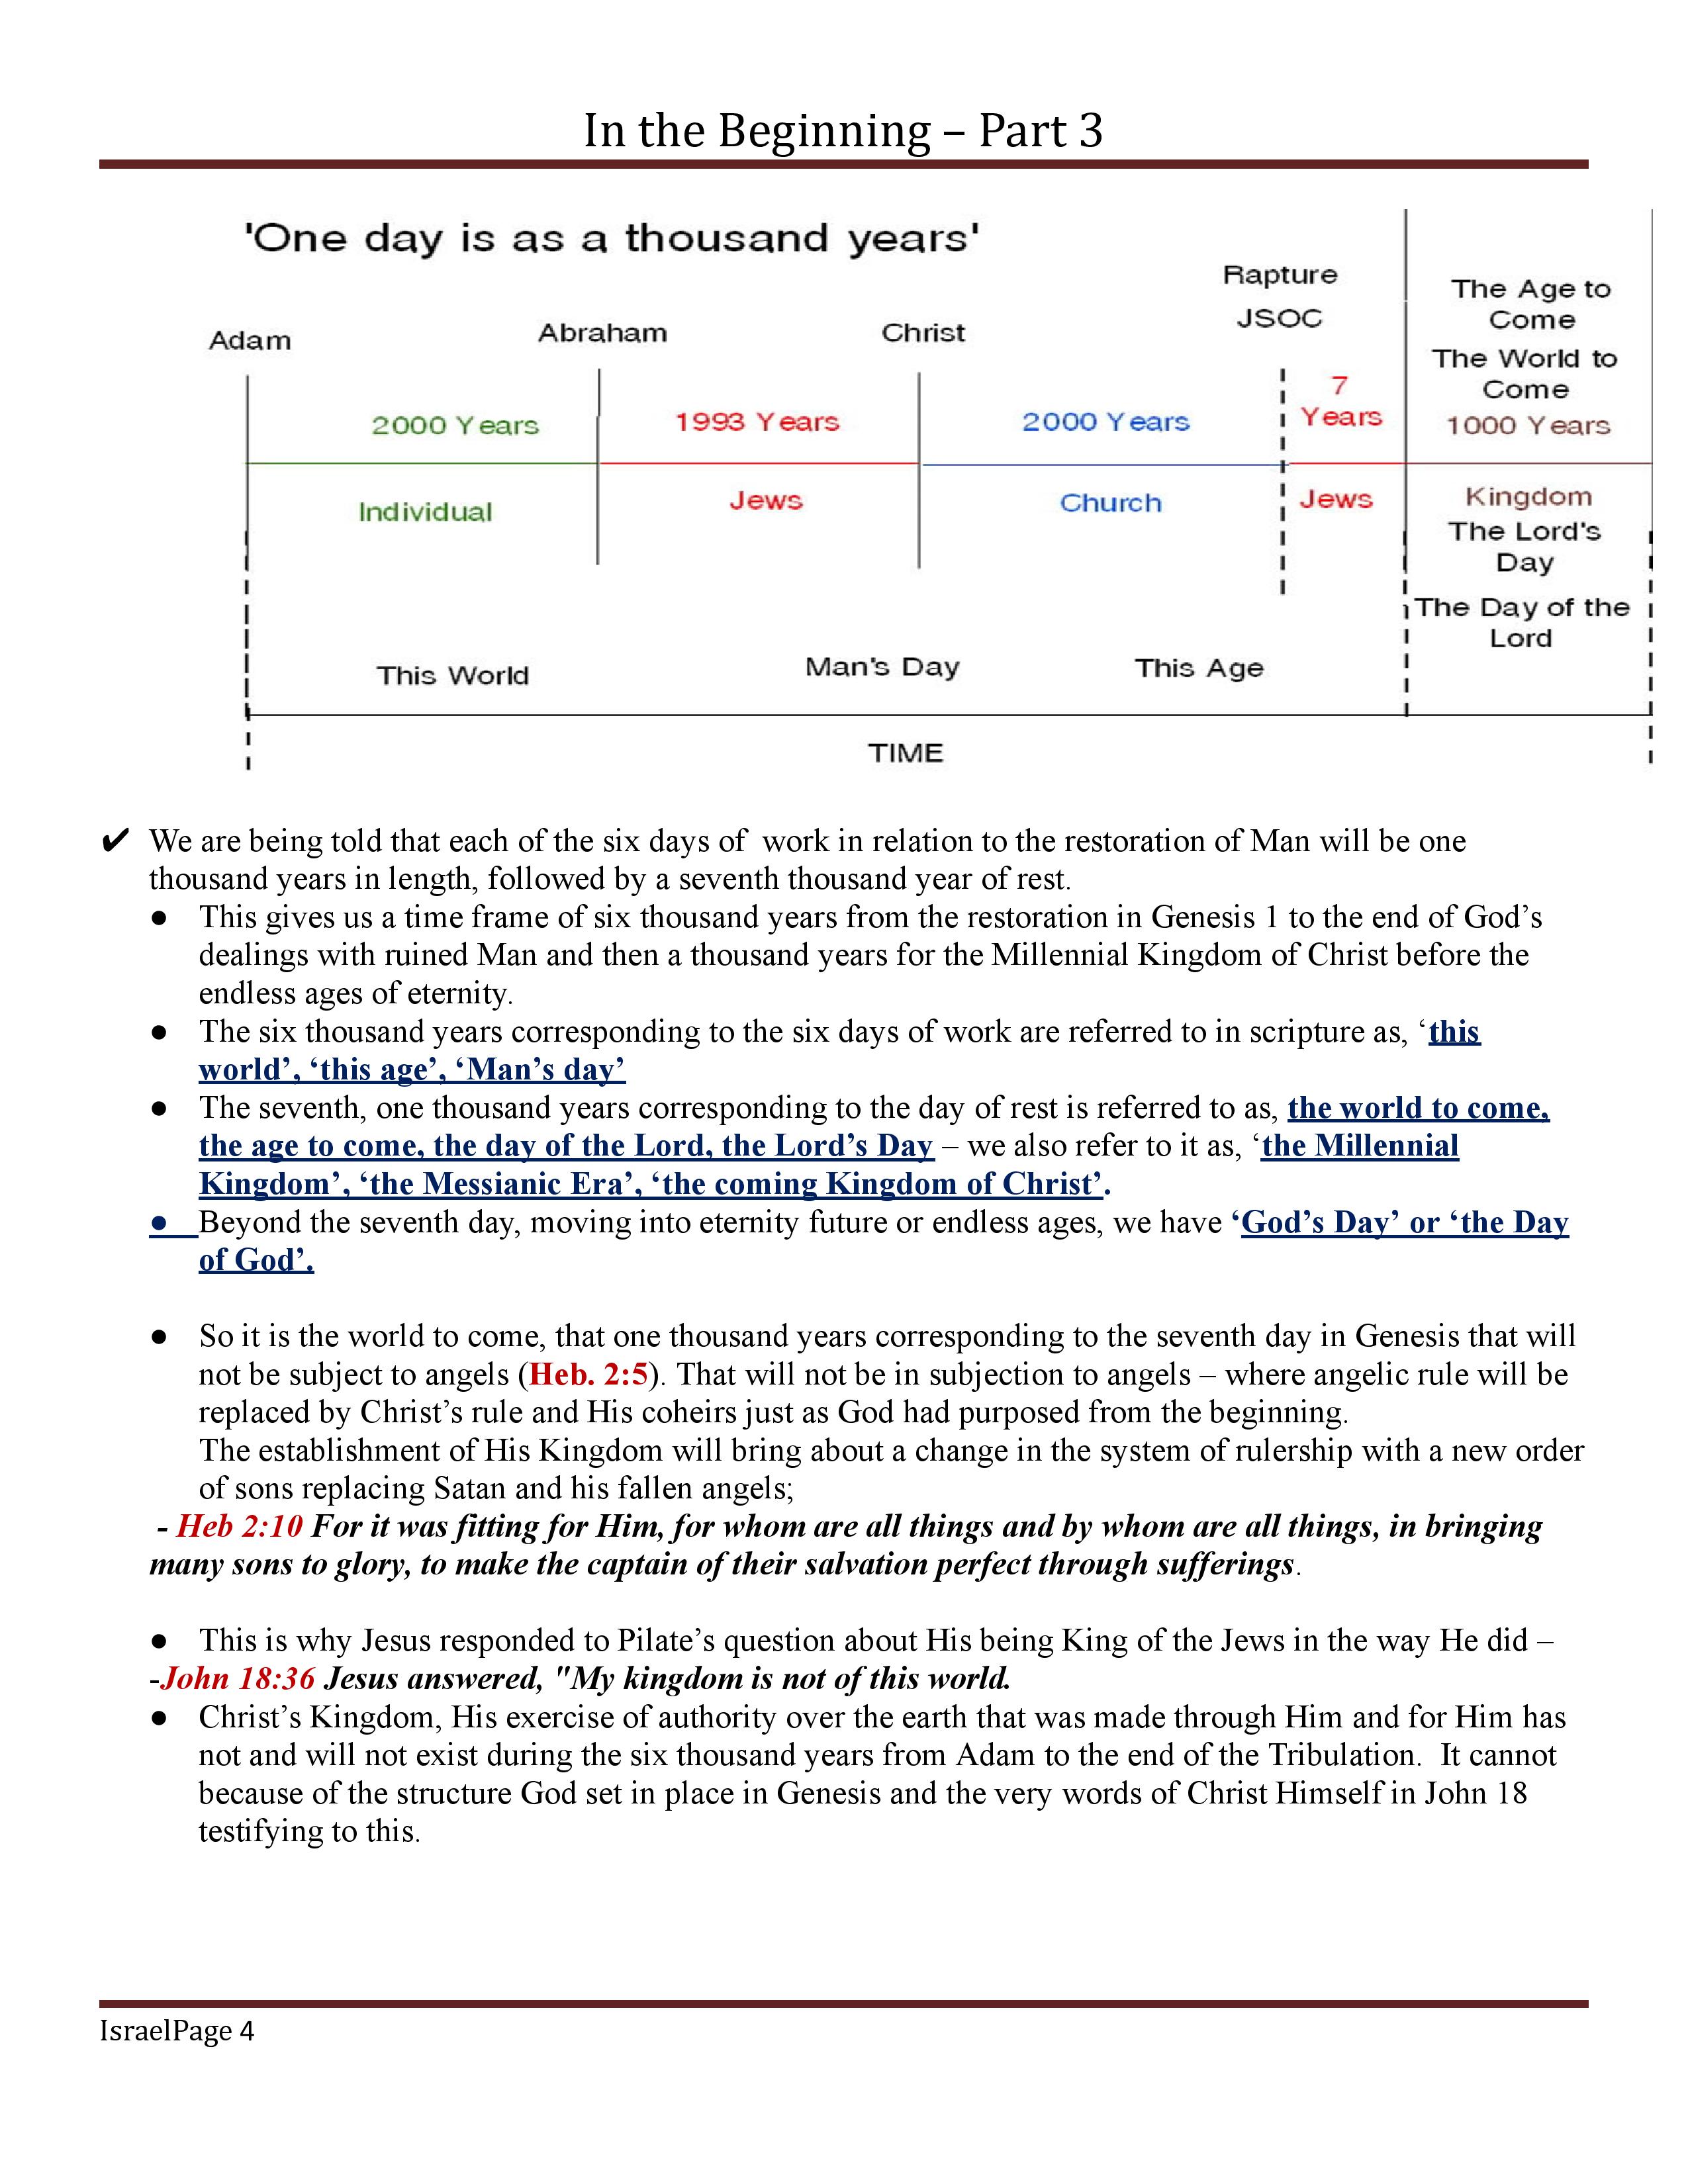 In the Beginning – Part 3
'One day is as a thousand years'
Adam
Abraham
Christ
Rapture
JSOC
The Age to
Come
The World to
Come
2000 Years
1993 Years
2000 Years
7
Years
1000 Years
Individual
Jews
Church
Jews
Kingdom
The Lord's
Day
The Day of the
Lord
This World
Man's Day
This Age
TIME
✔ We are being told that each of the six days of  work in relation to the restoration of Man will be one
thousand years in length, followed by a seventh thousand year of rest.
● This gives us a time frame of six thousand years from the restoration in Genesis 1 to the end of God’s
dealings with ruined Man and then a thousand years for the Millennial Kingdom of Christ before the
endless ages of eternity.
● The six thousand years corresponding to the six days of work are referred to in scripture as, ‘this
world’, ‘this age’, ‘Man’s day’
● The seventh, one thousand years corresponding to the day of rest is referred to as, the world to come,
the age to come, the day of the Lord, the Lord’s Day – we also refer to it as, ‘the Millennial
Kingdom’, ‘the Messianic Era’, ‘the coming Kingdom of Christ’.
● Beyond the seventh day, moving into eternity future or endless ages, we have ‘God’s Day’ or ‘the Day
of God’.
● So it is the world to come, that one thousand years corresponding to the seventh day in Genesis that will
not be subject to angels (Heb. 2:5). That will not be in subjection to angels – where angelic rule will be
replaced by Christ’s rule and His coheirs just as God had purposed from the beginning.
The establishment of His Kingdom will bring about a change in the system of rulership with a new order
of sons replacing Satan and his fallen angels;
- Heb 2:10 For it was fitting for Him, for whom are all things and by whom are all things, in bringing
many sons to glory, to make the captain of their salvation perfect through sufferings.
● This is why Jesus responded to Pilate’s question about His being King of the Jews in the way He did –
-John 18:36 Jesus answered, "My kingdom is not of this world.
● Christ’s Kingdom, His exercise of authority over the earth that was made through Him and for Him has
not and will not exist during the six thousand years from Adam to the end of the Tribulation.  It cannot
because of the structure God set in place in Genesis and the very words of Christ Himself in John 18
testifying to this.
IsraelPage 4